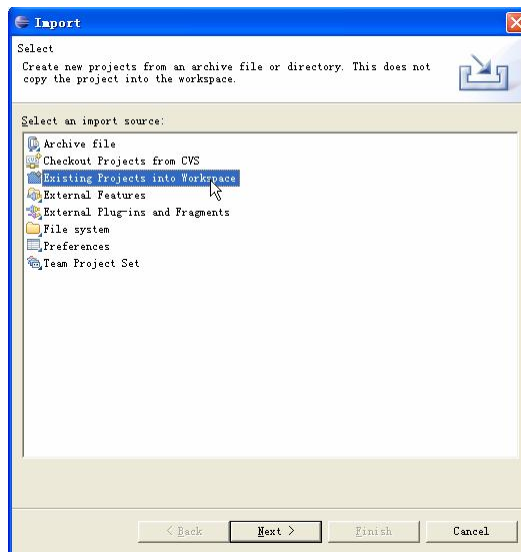 Import
Select
Create new projects from an archive file or directory. This does not
copy the project into the workspace.
Select an import source:
Archive file
Checkout Projects from CVS
Existing Projects into Workspace
External Features
External Plug-ins and Fragments
File system
Preferences
Team Project Set
< Back Next > Finish Cancel